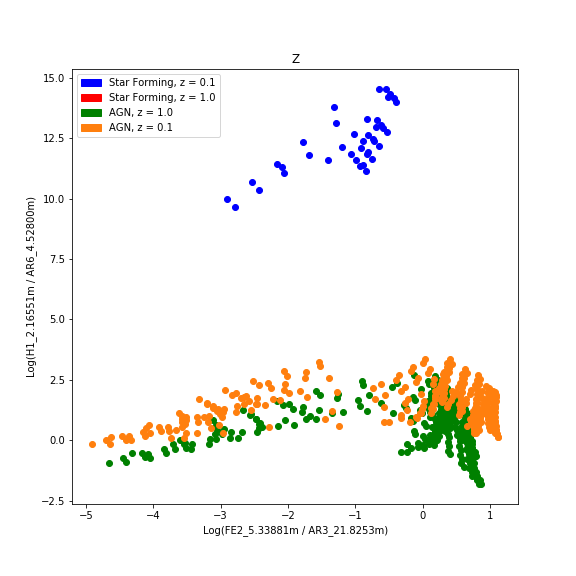 Z
Star Forming, z = 0.1
Star Forming, z = 1.0
AGN, z = 1.0
AGN, z = 0.1
15.0
12.5
10.0
7.5
5.0
2.5
0.0
−2.5
Log(H1_2.16551m / AR6_4.52800m)
−5 −4 −3 −2 −1 0 1
Log(FE2_5.33881m / AR3_21.8253m)